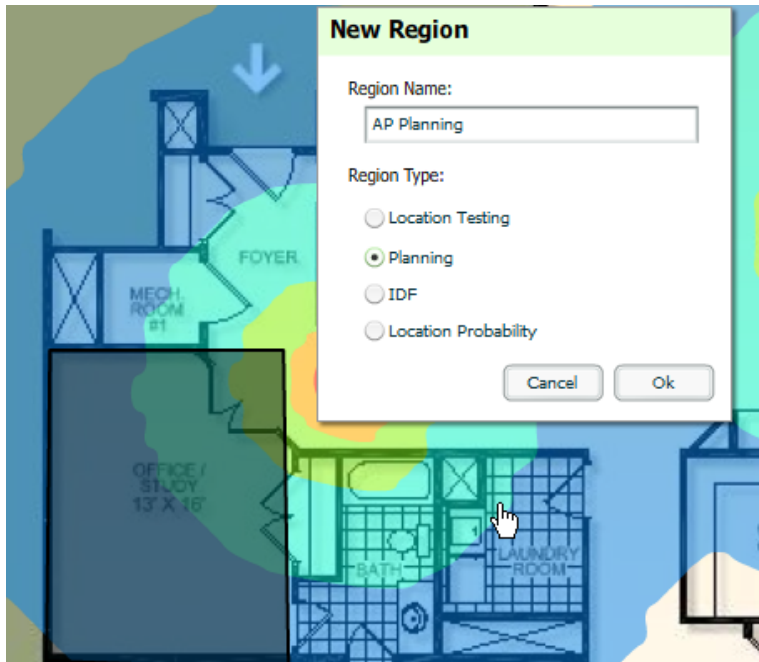 New Region
Region Name:
AP Planning
Region Type:
Location Testing
Planning
IDF
Location Probability
Cancel
Ok
FOYER
MECH.
ROOM
#1
OFFICE /
STUDY
13' X 16'
BATH
1
LAUNDRY
ROOM